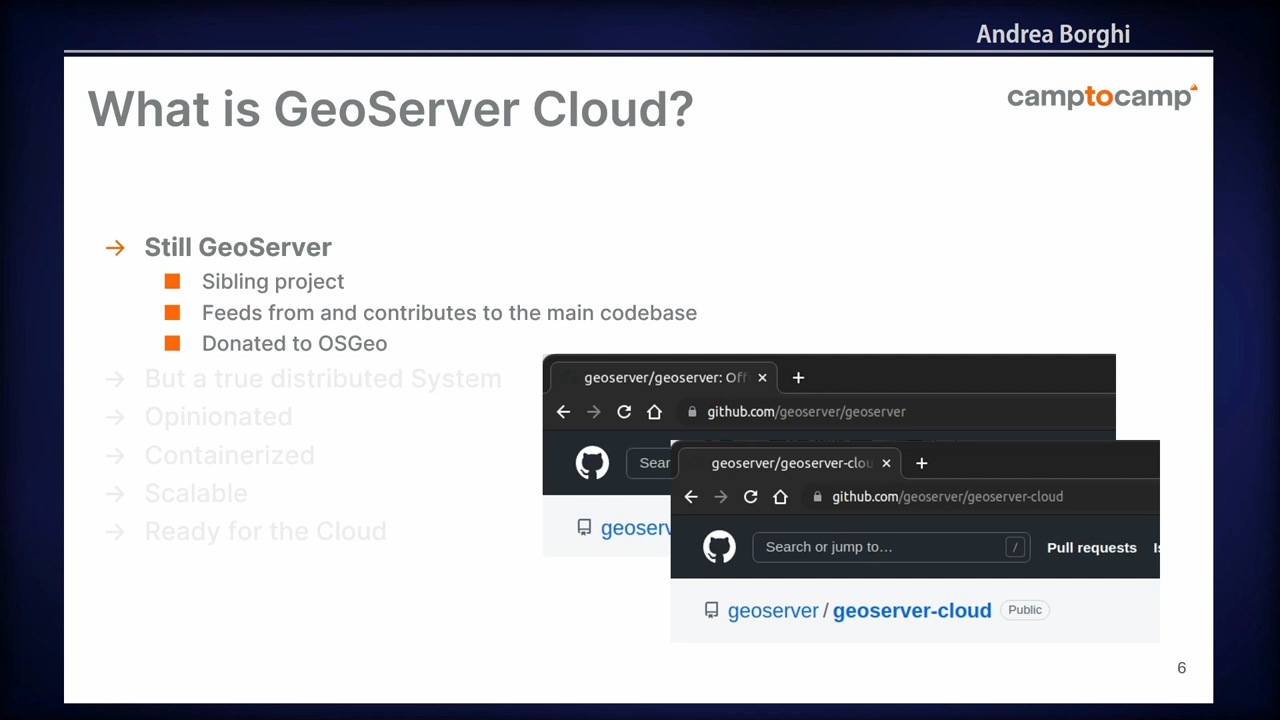 Andrea Borghi
What is GeoServer Cloud?
camptocamp
→ Still GeoServer
Sibling project
Feeds from and contributes to the main codebase
Donated to OSGeo
→ But a true distributed System
→ Opinionated
→ Containerized
→ Scalable
→ Ready for the Cloud
geoserver/geoserver: Off
github.com/geoserver/geoserver
Sear
geoserv
geoserver/geoserver-clou
github.com/geoserver/geoserver-cloud
Search or jump to… / Pull requests Is
geoserver / geoserver-cloud Public
6